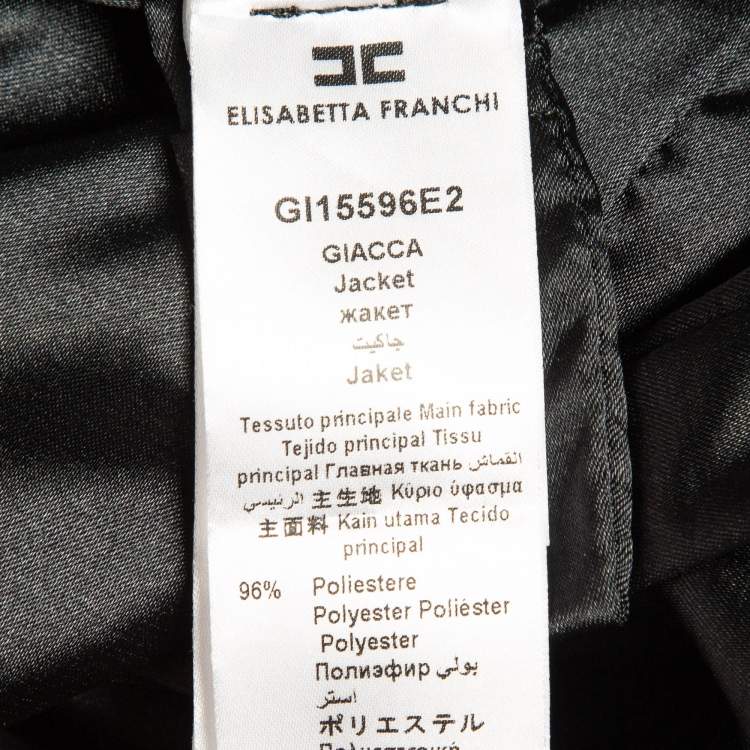 ELISABETTA FRANCHI
GI15596E2
GIACCA
Jacket
жакет
جاكيت
Jaket
Tessuto principale Main fabric
Tejido principal Tissu
principal Главная ткань القماش
الرئيسي 主生地 Κύριο ύφασμα
主面料 Kain utama Tecido
principal
96% Poliestere
Polyester Poliéster
Polyester
Полиэфир بولي
استر
ポリエステル